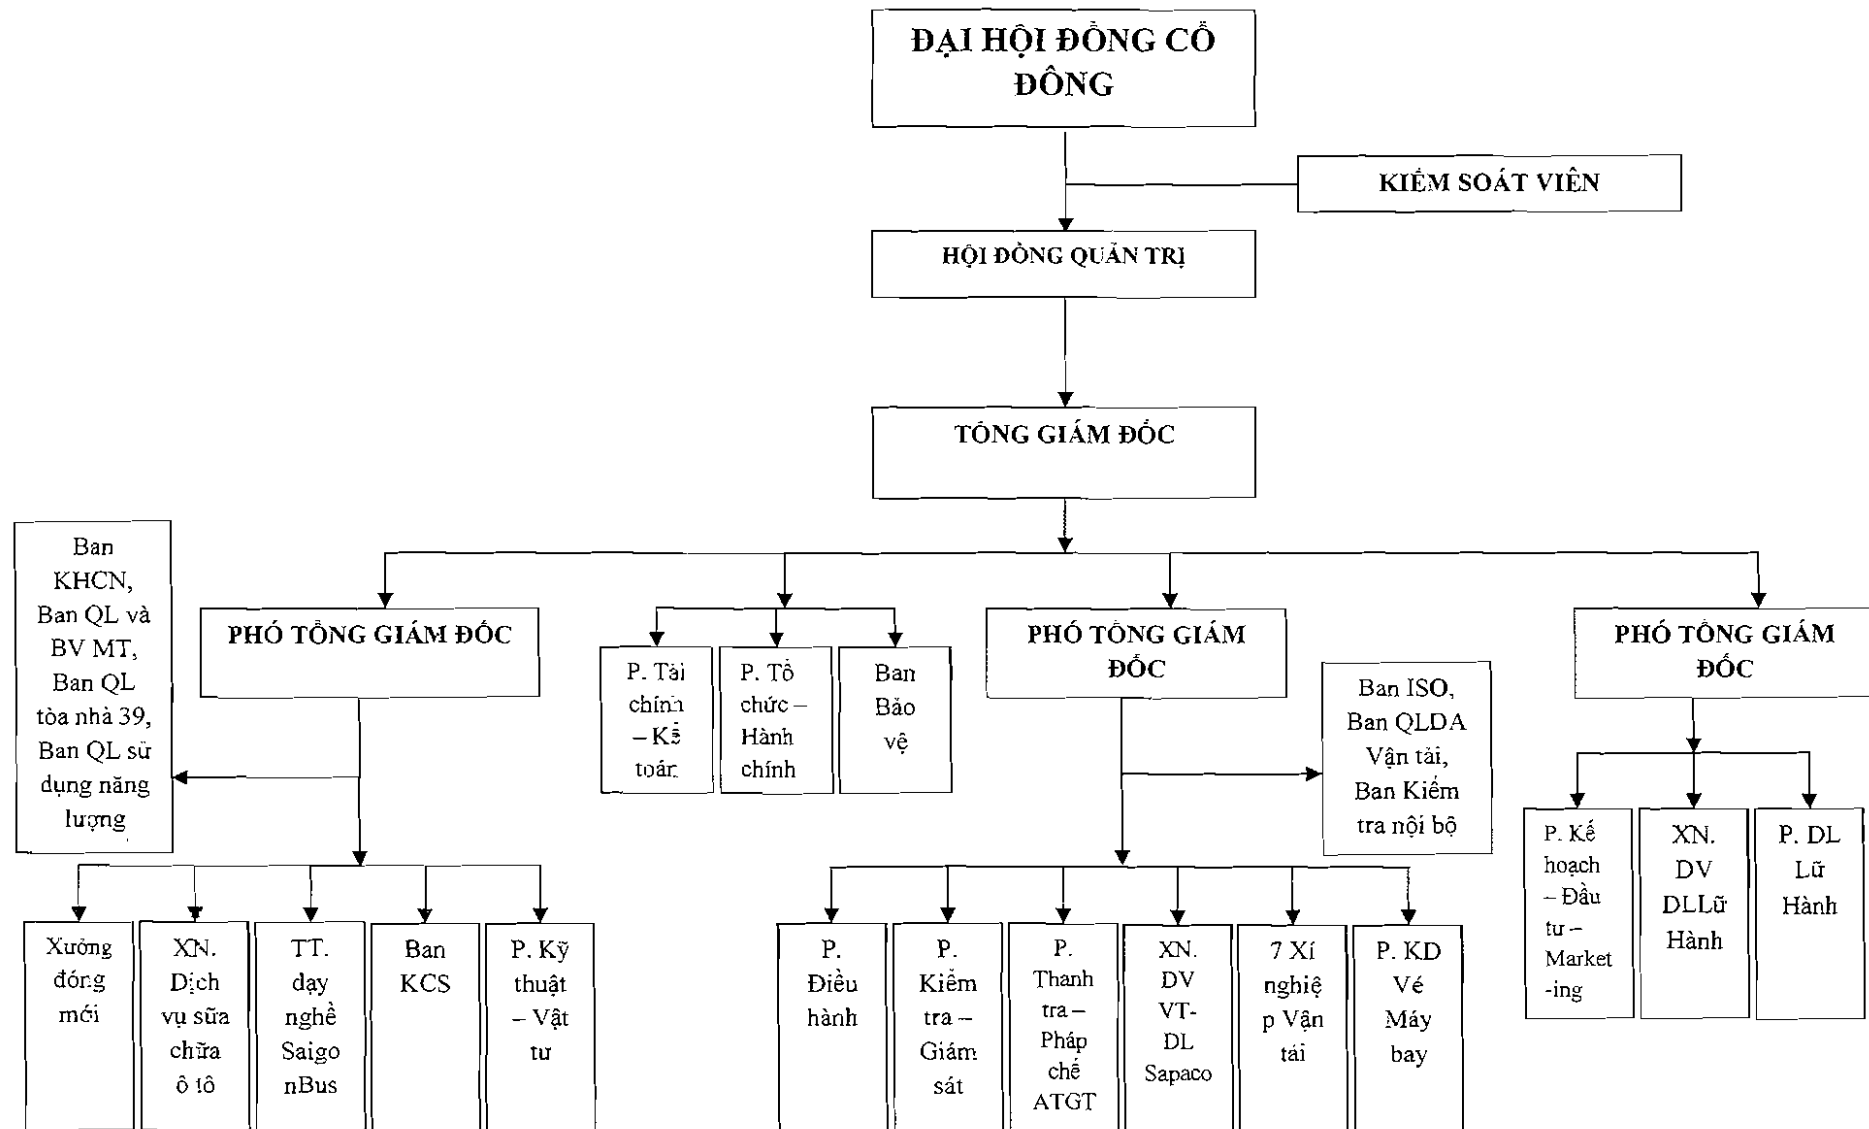 ĐẠI HỘI ĐỒNG CỔ
ĐÔNG
KIỂM SOÁT VIÊN
HỘI ĐỒNG QUẢN TRỊ
TỔNG GIÁM ĐỐC
Ban
KHCN,
Ban QL và
BV MT,
Ban QL
tòa nhà 39,
Ban QL sử
dụng năng
lượng
PHÓ TỔNG GIÁM ĐỐC
P. Tài
chính
– Kế
toán
P. Tổ
chức –
Hành
chính
Ban
Bảo
vệ
PHÓ TỔNG GIÁM
ĐỐC
Ban ISO,
Ban QLDA
Vận tải,
Ban Kiểm
tra nội bộ
PHÓ TỔNG GIÁM
ĐỐC
P. Kế
hoạch
– Đầu
tư –
Market
-ing
XN.
DV
DLLữ
Hành
P. DL
Lữ
Hành
Xưởng
đóng
mới
XN.
Dịch
vụ sữa
chữa
ô tô
TT.
dạy
nghề
Saigo
nBus
Ban
KCS
P. Kỹ
thuật
– Vật
tư
P.
Điều
hành
P.
Kiểm
tra –
Giám
sát
P.
Thanh
tra –
Pháp
chế
ATGT
XN.
DV
VT-
DL
Sapaco
7 Xí
nghiệ
p Vận
tải
P. KD
Vé
Máy
bay